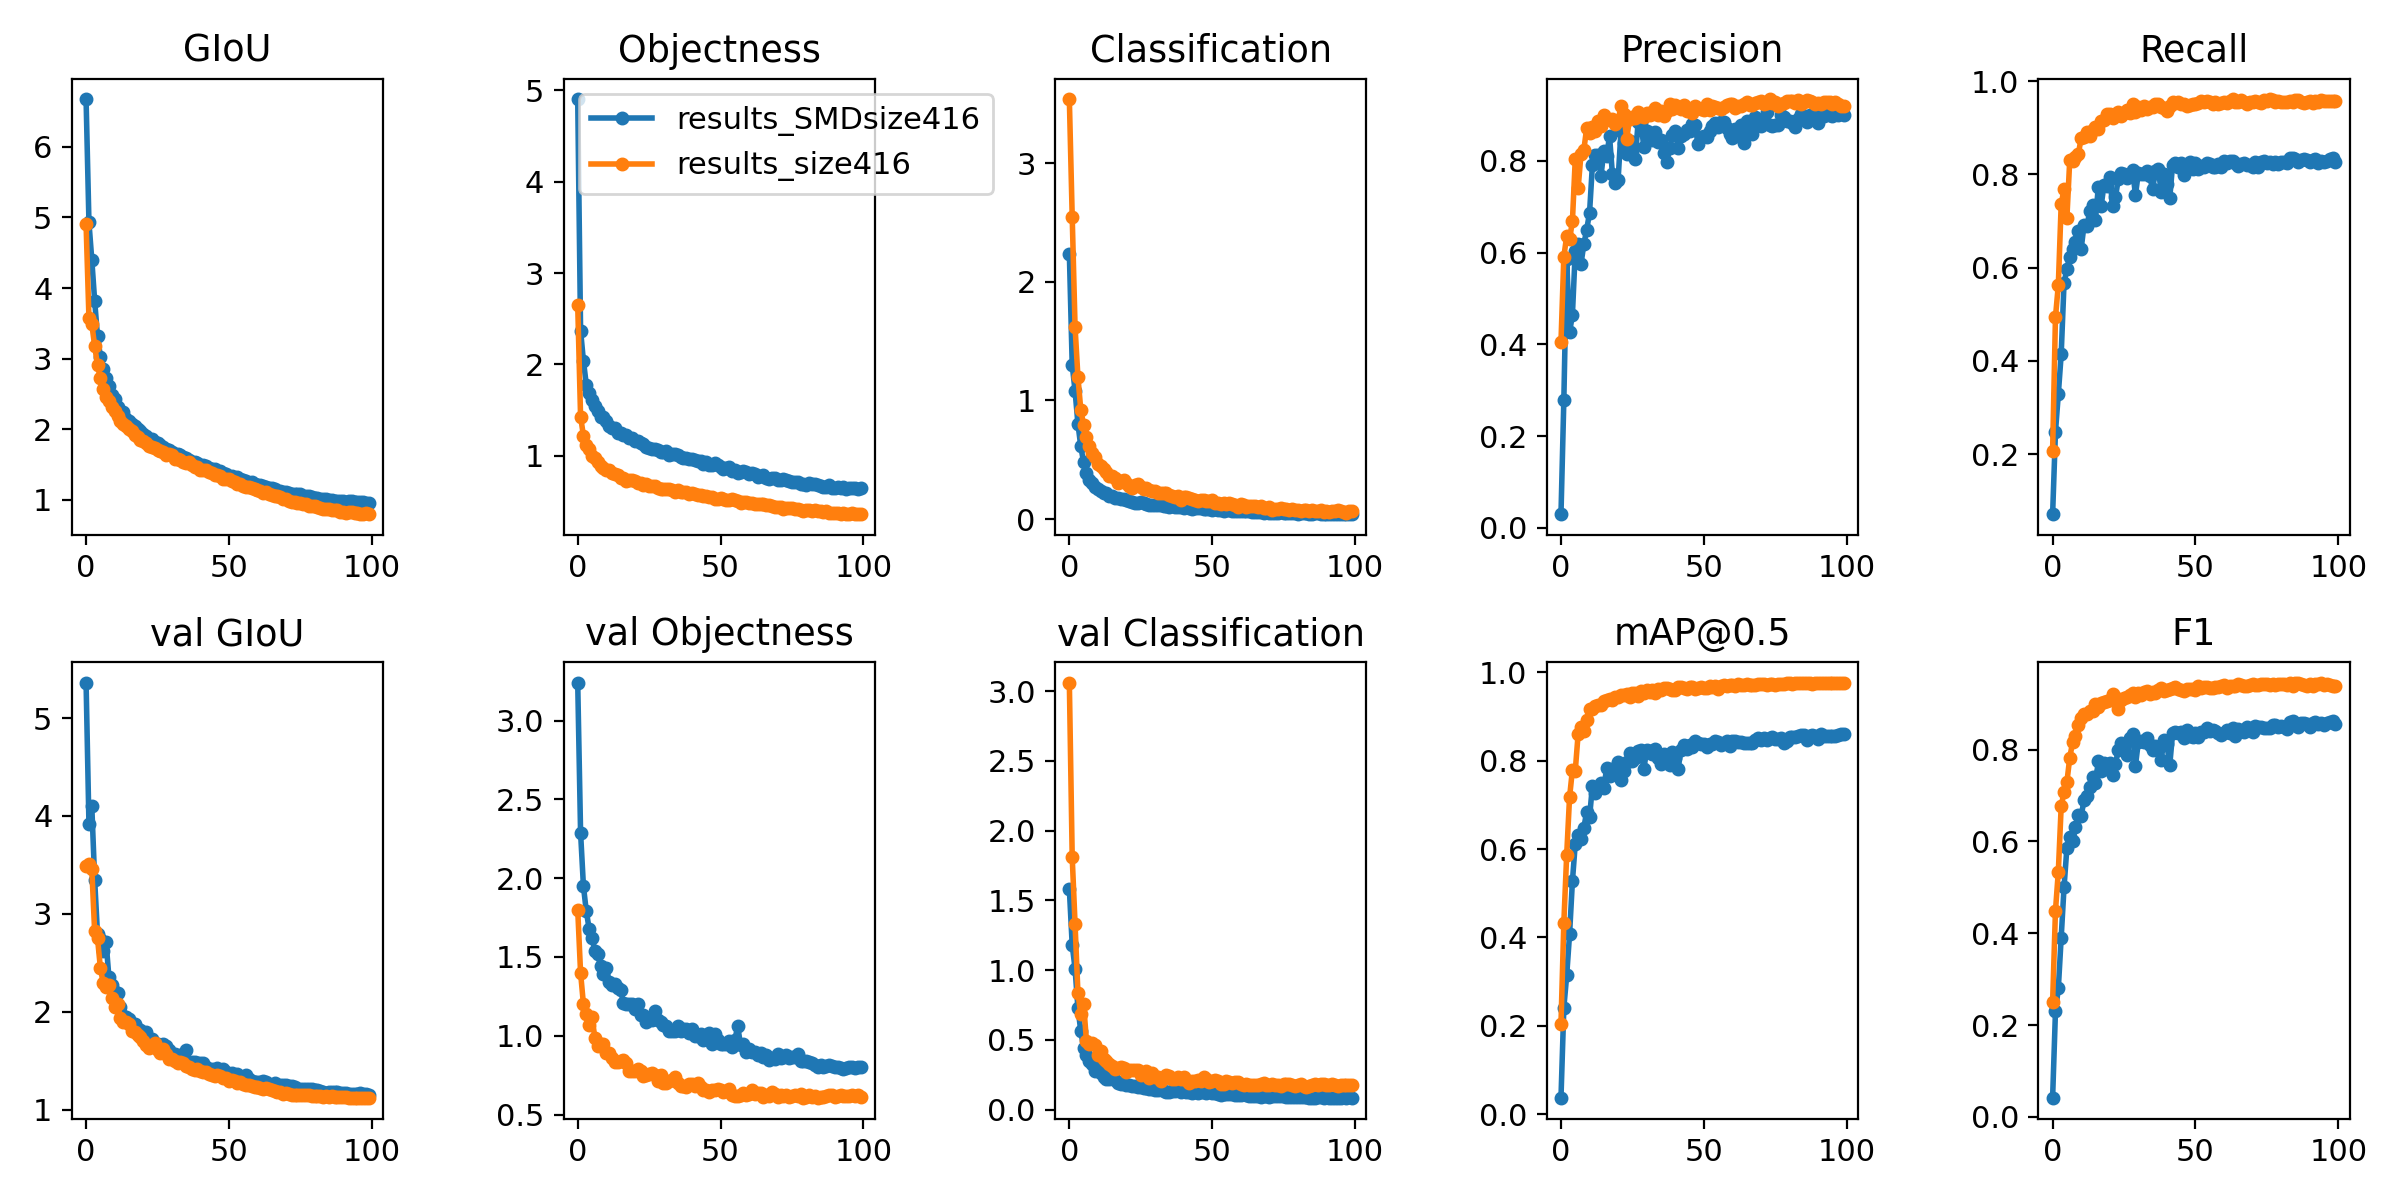 GIoU
Objectness
Classification
Precision
Recall
results_SMDsize416
results_size416
6
5
4
3
2
1
0 50 100
5
4
3
2
1
0 50 100
3
2
1
0
0 50 100
0.8
0.6
0.4
0.2
0.0
0 50 100
1.0
0.8
0.6
0.4
0.2
0 50 100
val GIoU
val Objectness
val Classification
mAP@0.5
F1
5
4
3
2
1
0 50 100
3.0
2.5
2.0
1.5
1.0
0.5
0 50 100
3.0
2.5
2.0
1.5
1.0
0.5
0.0
0 50 100
1.0
0.8
0.6
0.4
0.2
0.0
0 50 100
0.8
0.6
0.4
0.2
0.0
0 50 100